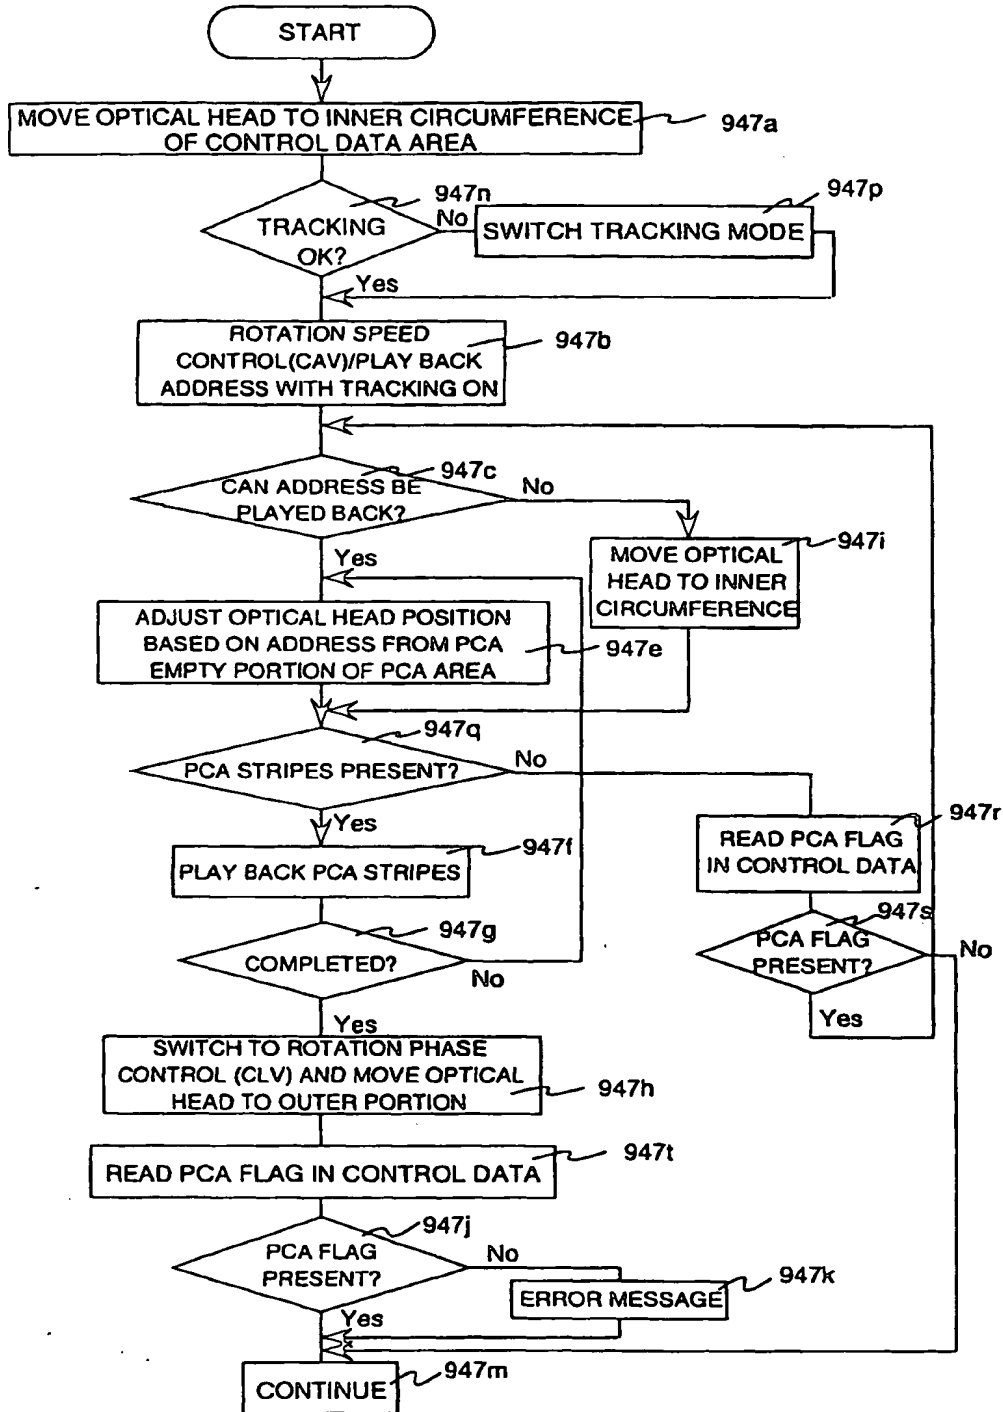 START
MOVE OPTICAL HEAD TO INNER CIRCUMFERENCE
OF CONTROL DATA AREA
947a
947n
TRACKING
OK?
No
947p
SWITCH TRACKING MODE
Yes
ROTATION SPEED
CONTROL(CAV)/PLAY BACK
ADDRESS WITH TRACKING ON
947b
947c
CAN ADDRESS BE
PLAYED BACK?
No
947i
MOVE OPTICAL
HEAD TO INNER
CIRCUMFERENCE
Yes
ADJUST OPTICAL HEAD POSITION
BASED ON ADDRESS FROM PCA
EMPTY PORTION OF PCA AREA
947e
947q
PCA STRIPES PRESENT?
No
Yes
947f
PLAY BACK PCA STRIPES
947r
READ PCA FLAG
IN CONTROL DATA
947g
COMPLETED?
No
947s
PCA FLAG
PRESENT?
No
Yes
Yes
SWITCH TO ROTATION PHASE
CONTROL (CLV) AND MOVE OPTICAL
HEAD TO OUTER PORTION
947h
947t
READ PCA FLAG IN CONTROL DATA
947j
PCA FLAG
PRESENT?
No
947k
ERROR MESSAGE
Yes
947m
CONTINUE